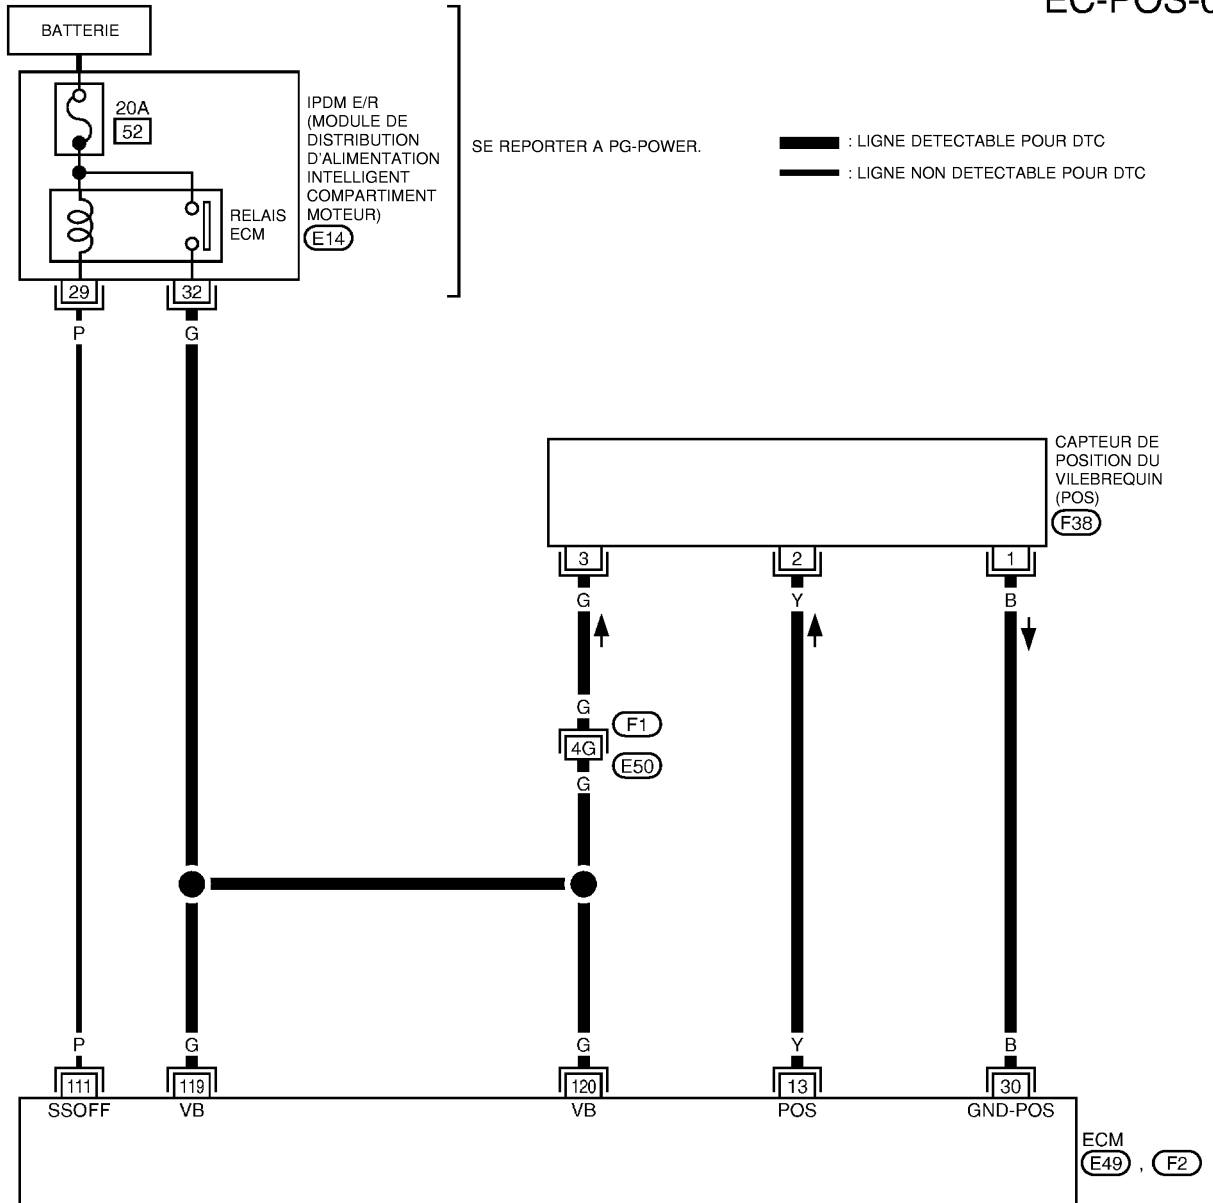 EC-POS-0
BATTERIE
20A
52
IPDM E/R
(MODULE DE
DISTRIBUTION
D'ALIMENTATION
INTELLIGENT
COMPARTIMENT
MOTEUR)
E14
RELAIS
ECM
SE REPORTER A PG-POWER.
: LIGNE DETECTABLE POUR DTC
: LIGNE NON DETECTABLE POUR DTC
29
32
P
G
CAPTEUR DE
POSITION DU
VILEBREQUIN
(POS)
F38
3
2
1
G
Y
B
G
F1
4G
E50
G
P
G
G
Y
B
111
119
120
13
30
SSOFF
VB
VB
POS
GND-POS
ECM
E49 , F2